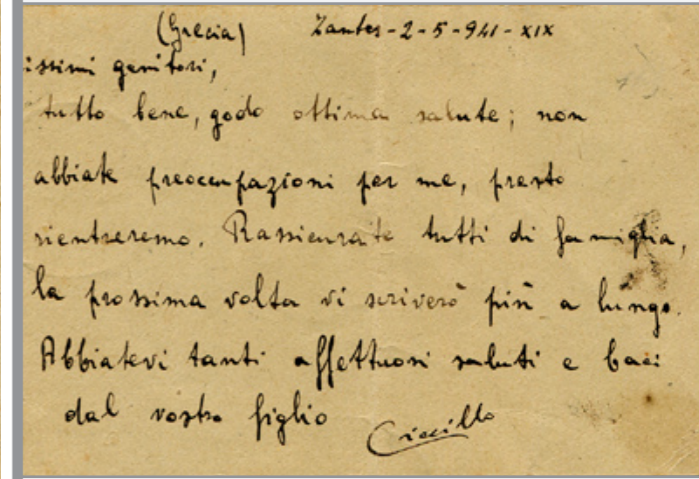 (Grecia) Zante, -2-5-941-XIX
issimi genitori,
tutto bene, godo ottima salute; non
abbiate preoccupazioni per me, presto
rientreremo. Rassicurate tutti di famiglia,
la prossima volta vi scriverò più a lungo.
Abbiatevi tanti affettuosi saluti e baci
dal vostro figlio Ciccillo